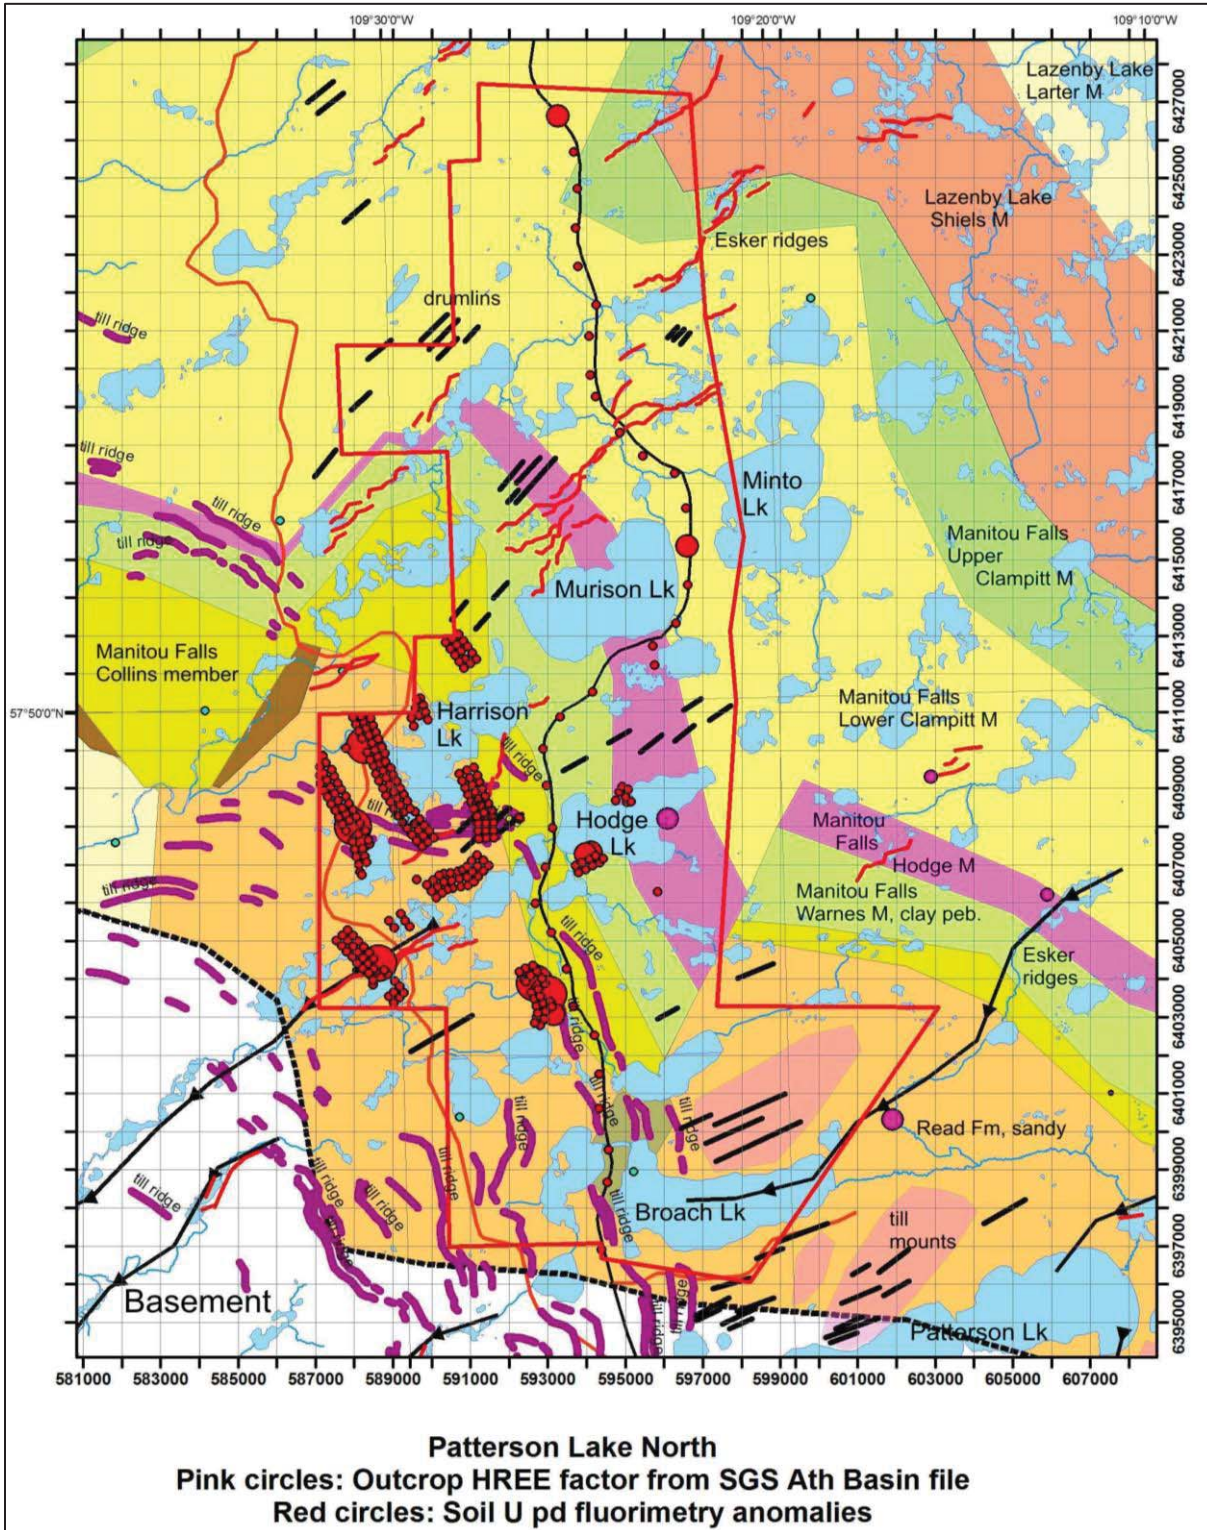 109°30'0"W
109°20'0"W
109°10'0"W
Lazenby Lake
Larter M
6427000
6425000
Lazenby Lake
Shiels M
Esker ridges
6423000
drumlins
till ridge
6421000
6419000
till ridge
6417000
Minto
Lk
till ridge
till ridge
Manitou Falls
Upper
Clampitt M
6415000
Murison Lk
6413000
Manitou Falls
Collins member
Manitou Falls
Lower Clampitt M
57°50'0"N
6411000
Harrison
Lk
till ridge
6409000
till
Hodge
Lk
Manitou
Falls
Hodge M
6407000
till ridge
Manitou Falls
Warnes M, clay peb.
till ridge
6405000
Esker
ridges
6403000
till ridge
6401000
till ridge
till ridge
till ridge
Read Fm, sandy
till ridge
6399000
till ridge
till ridge
till ridge
till ridge
Broach Lk
till
mounts
6397000
Basement
till ridge
till ridge
Patterson Lk
6395000
581000 583000 585000 587000 589000 591000 593000 595000 597000 599000 601000 603000 605000 607000
Patterson Lake North
Pink circles: Outcrop HREE factor from SGS Ath Basin file
Red circles: Soil U pd fluorimetry anomalies